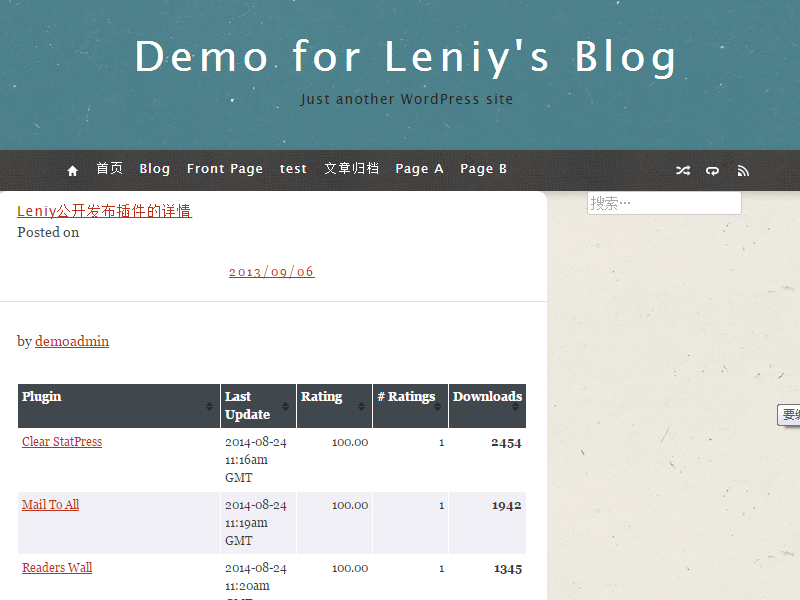 Demo for Leniy's Blog
Just another WordPress site
首页 Blog Front Page test 文章归档 Page A Page B
搜索…
Leniy公开发布插件的详情
Posted on
2013/09/06
by demoadmin
Plugin Last Update Rating # Ratings Downloads
要编
Clear StatPress 2014-08-24 11:16am GMT 100.00 1 2454
Mail To All 2014-08-24 11:19am GMT 100.00 1 1942
Readers Wall 2014-08-24 11:20am GMT 100.00 1 1345